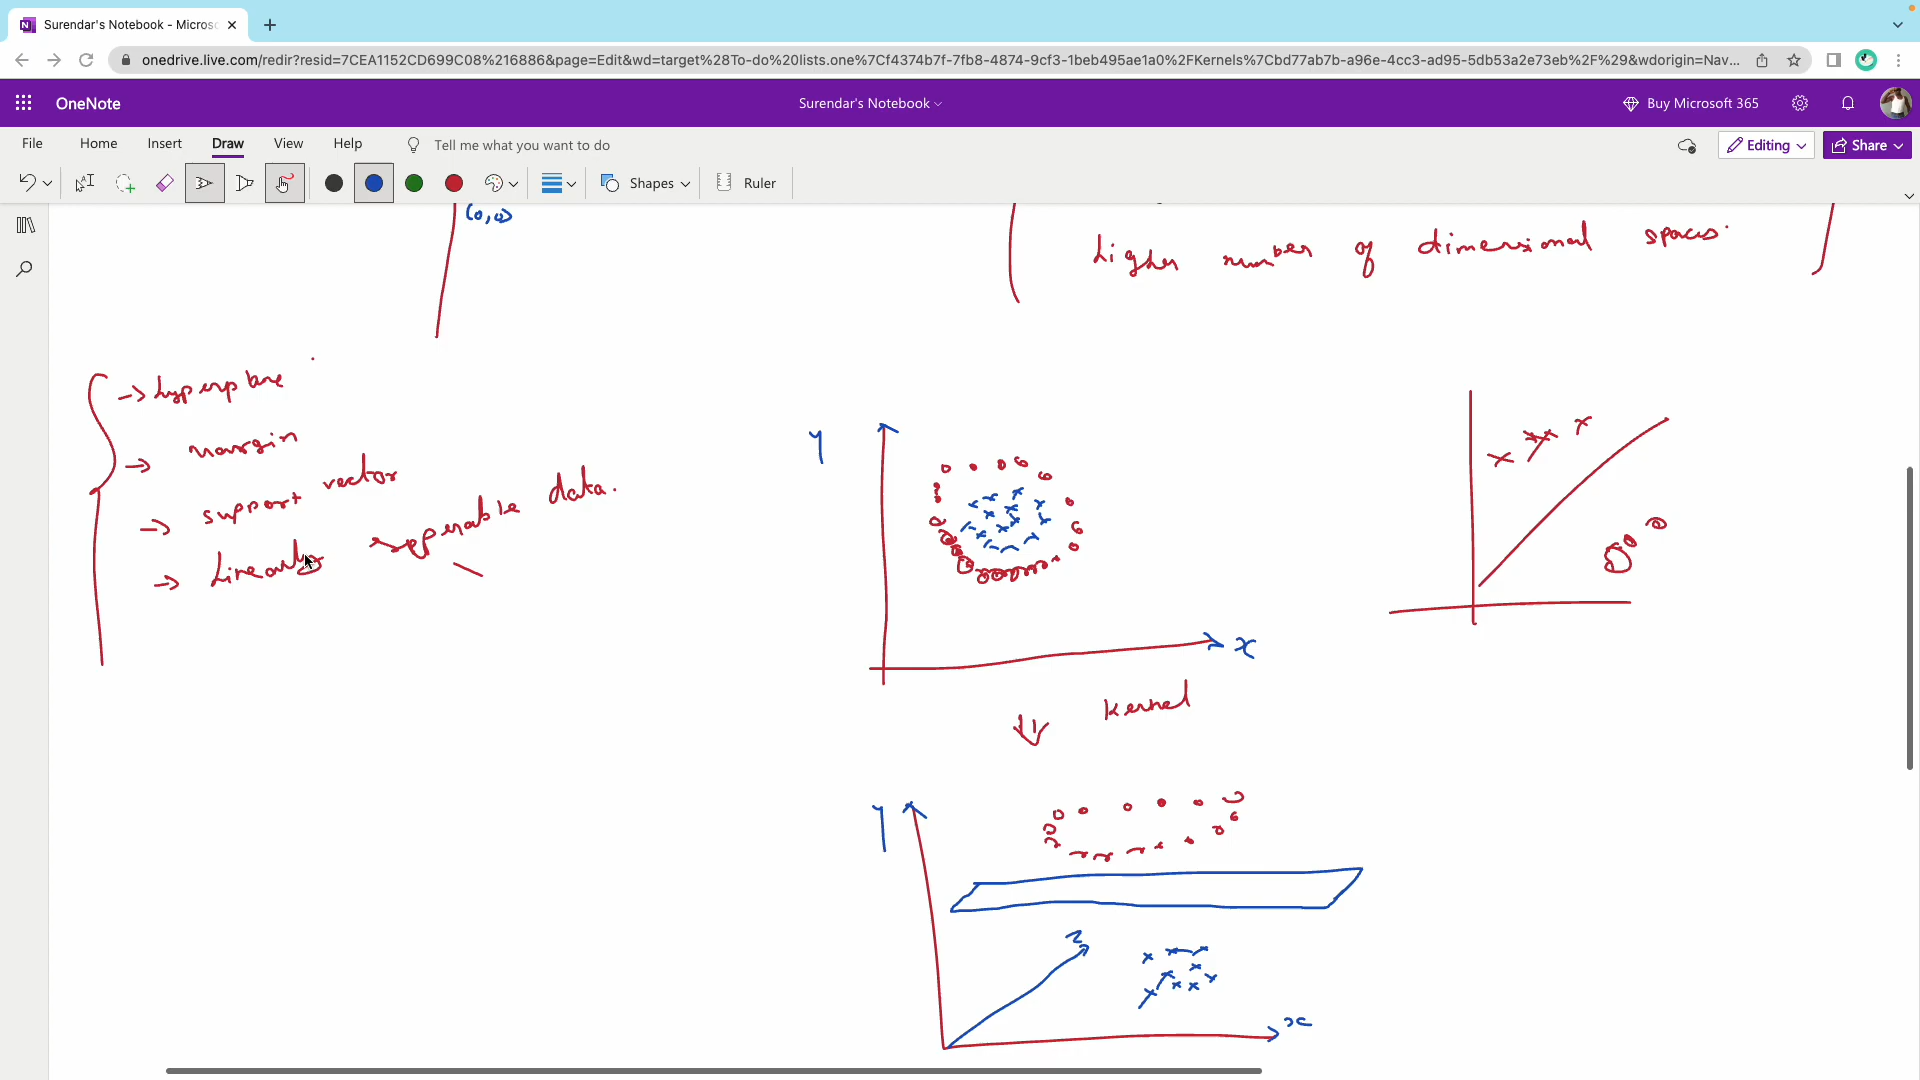 Surendar's Notebook - Micros
onedrive.live.com/redir?resid=7CEA1152CD699C08%216886&page=Edit&wd=target%28To-do%20lists.one%7Cf4374b7f-7fb8-4874-9cf3-1beb495ae1a0%2FKernels%7Cbd77ab7b-a96e-4cc3-ad95-5db53a2e73eb%2F%29&wdorigin=Nav...
OneNote
Surendar's Notebook
Buy Microsoft 365
File Home Insert Draw View Help Tell me what you want to do
Editing Share
Shapes Ruler
(0,0)
higher number of dimensional spaces.
-> hyperplane
-> margin
-> support vector
-> Linearly sepperable data.
y
x
Kernel
y
z
x